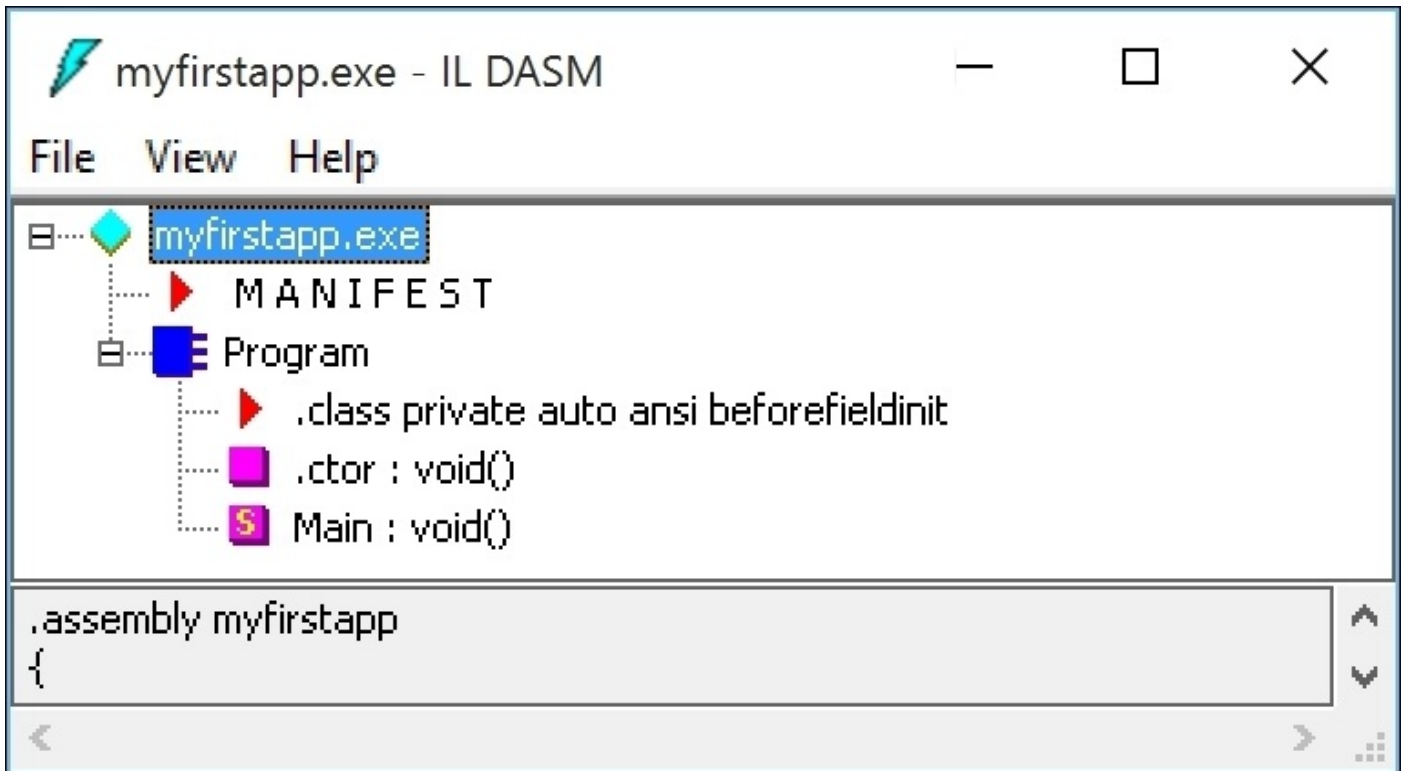 myfirstapp.exe - IL DASM
File View Help
myfirstapp.exe
M A N I F E S T
Program
.class private auto ansi beforefieldinit
.ctor : void()
S Main : void()
.assembly myfirstapp
{